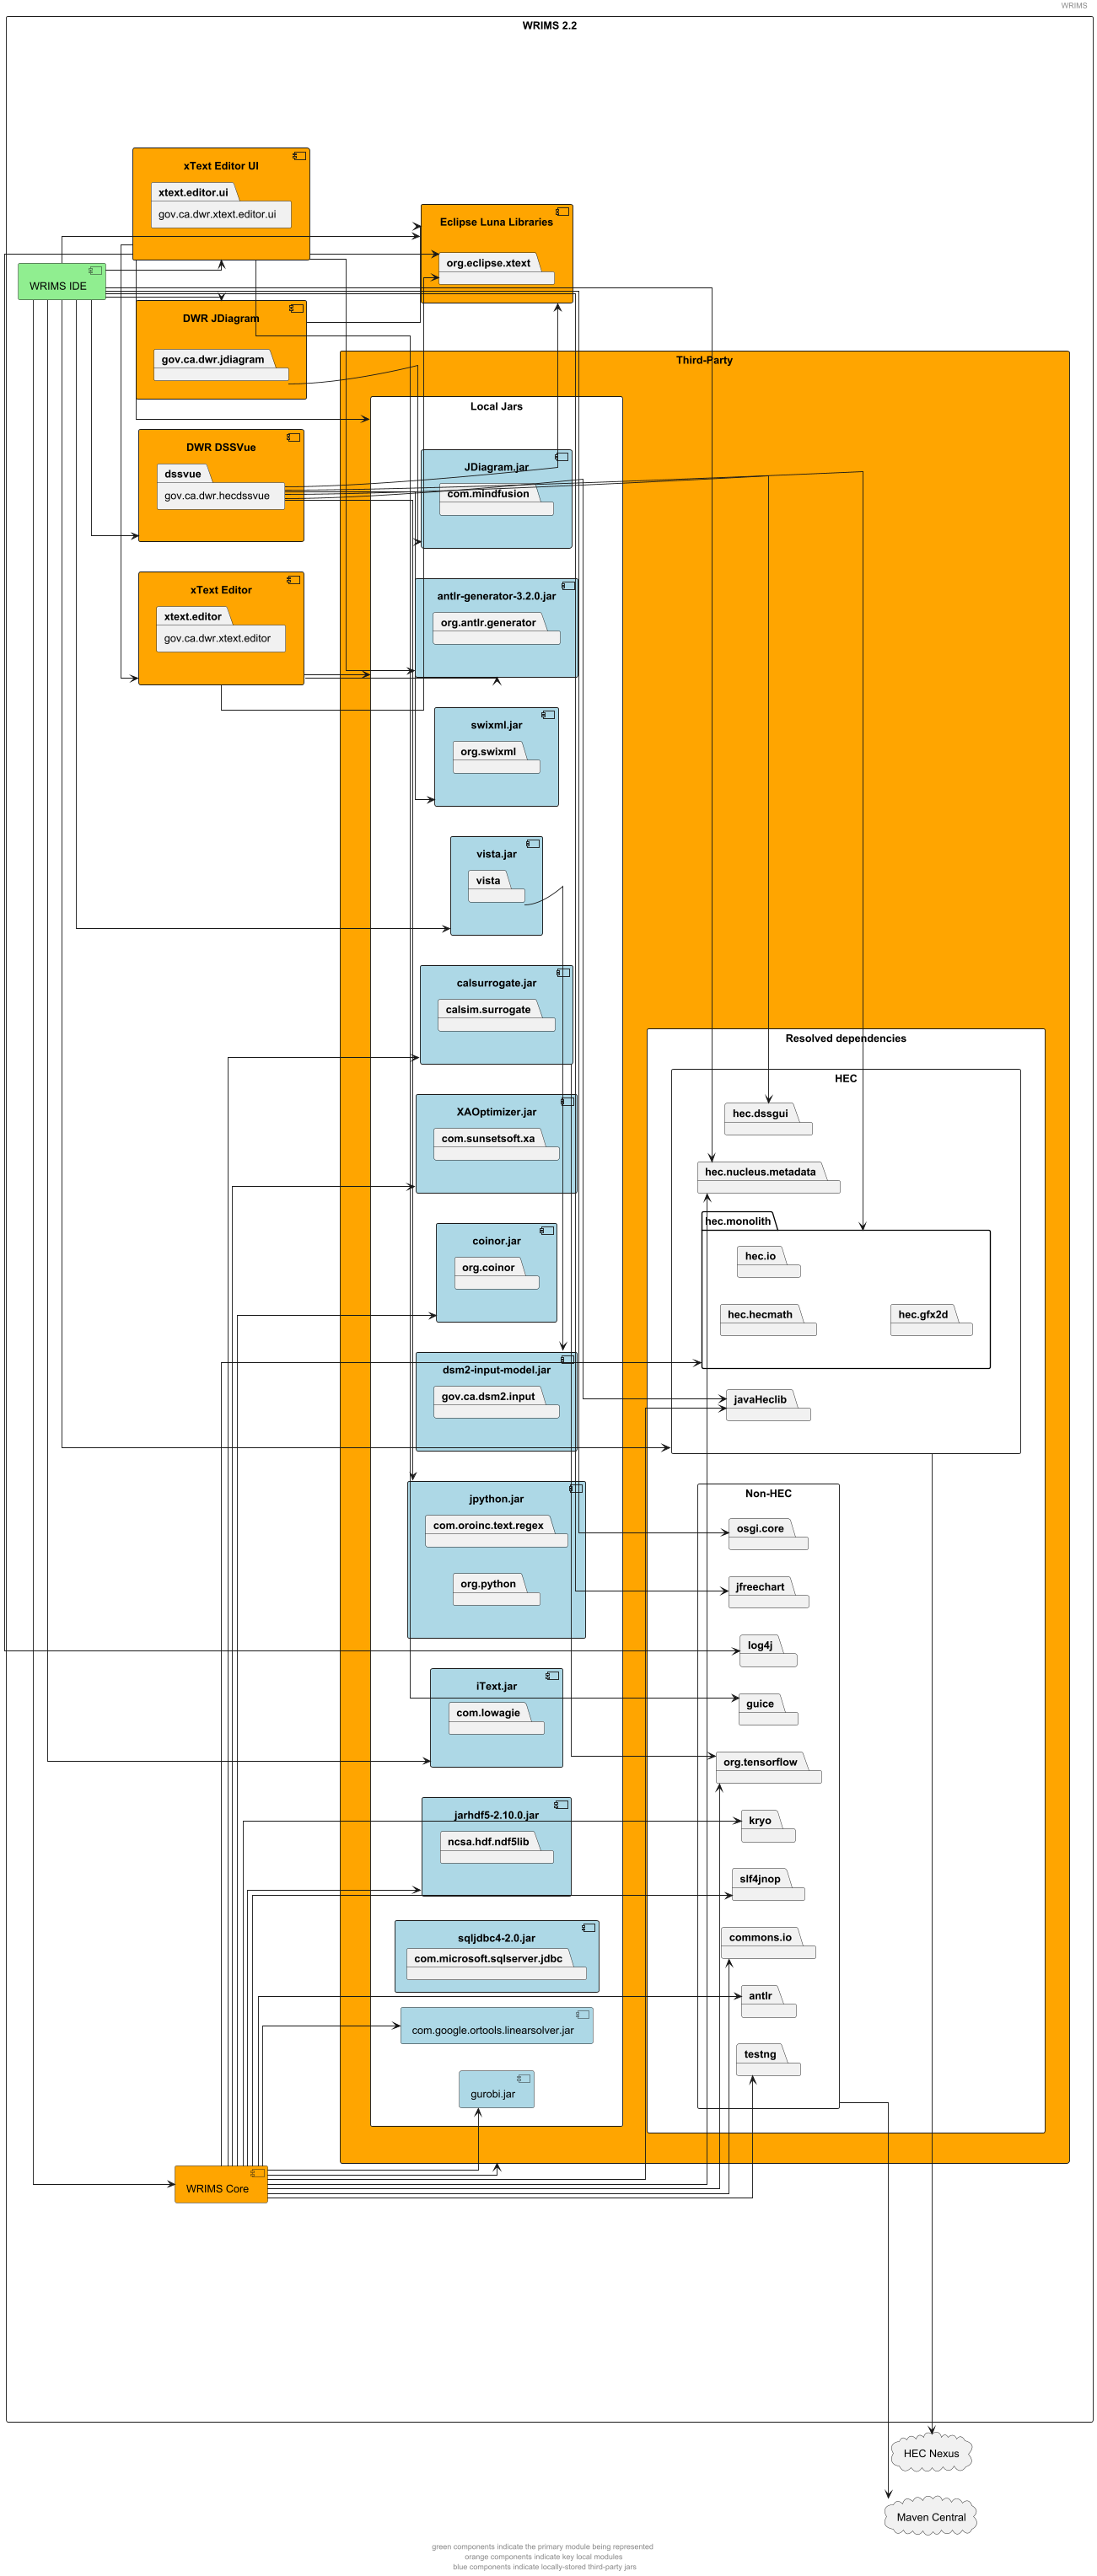 WRIMS
WRIMS 2.2
xText Editor UI
xtext.editor.ui
gov.ca.dwr.xtext.editor.ui
Eclipse Luna Libraries
org.eclipse.xtext
WRIMS IDE
DWR JDiagram
gov.ca.dwr.jdiagram
Third-Party
Local Jars
DWR DSSVue
dssvue
gov.ca.dwr.hecdssvue
JDiagram.jar
com.mindfusion
xText Editor
xtext.editor
gov.ca.dwr.xtext.editor
antlr-generator-3.2.0.jar
org.antlr.generator
swixml.jar
org.swixml
vista.jar
vista
calsurrogate.jar
calsim.surrogate
Resolved dependencies
HEC
XAOptimizer.jar
com.sunsetsoft.xa
hec.dssgui
hec.nucleus.metadata
coinor.jar
org.coinor
hec.monolith
hec.io
hec.hecmath
hec.gfx2d
dsm2-input-model.jar
gov.ca.dsm2.input
javaHeclib
jpython.jar
com.oroinc.text.regex
org.python
Non-HEC
osgi.core
jfreechart
log4j
iText.jar
com.lowagie
guice
org.tensorflow
jarhdf5-2.10.0.jar
ncsa.hdf.ndf5lib
kryo
slf4jnop
sqljdbc4-2.0.jar
com.microsoft.sqlserver.jdbc
commons.io
antlr
com.google.ortools.linearsolver.jar
testng
gurobi.jar
WRIMS Core
HEC Nexus
Maven Central
green components indicate the primary module being represented
orange components indicate key local modules
blue components indicate locally-stored third-party jars